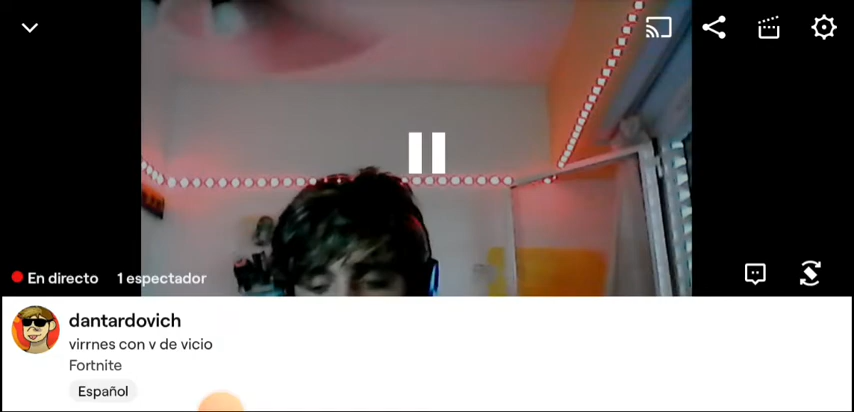 En directo 1 espectador
dantardovich
virrnes con v de vicio
Fortnite
Español